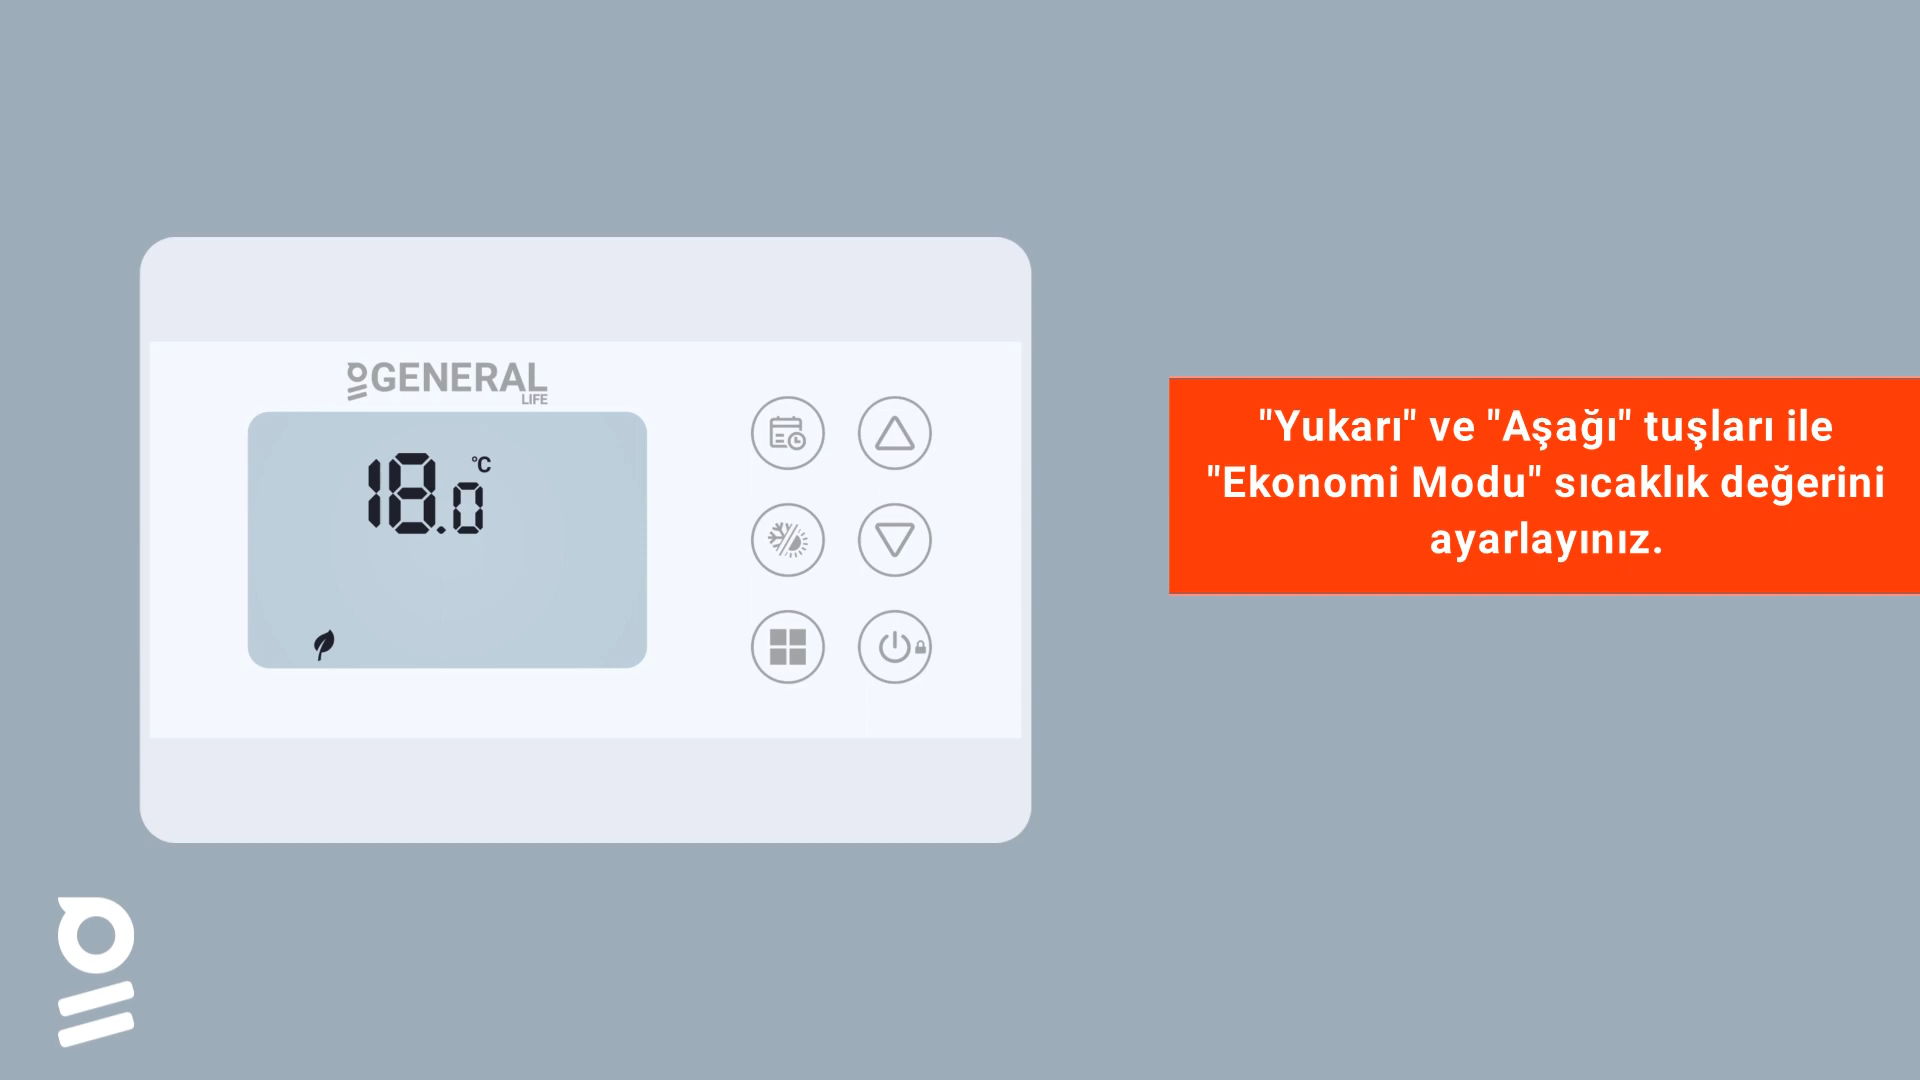 GENERAL
LIFE
18.0 °C
"Yukarı" ve "Aşağı" tuşları ile
"Ekonomi Modu" sıcaklık değerini
ayarlayınız.